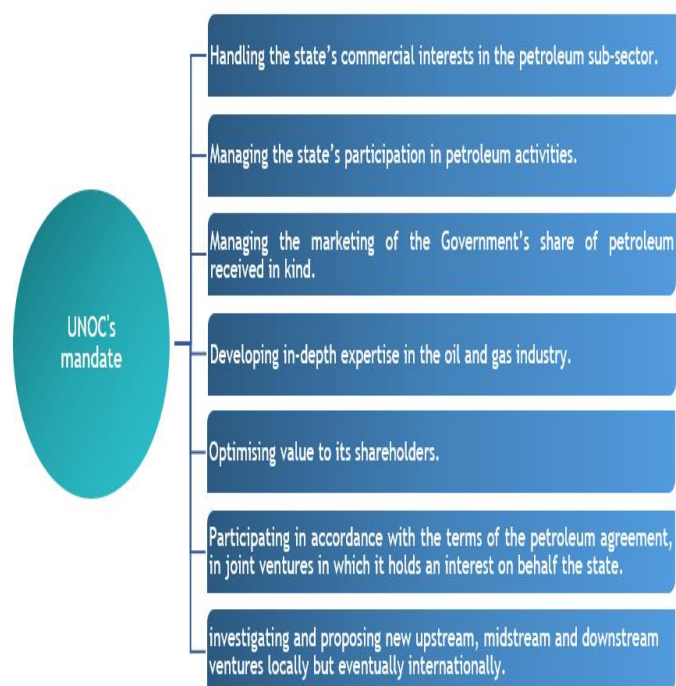 UNOC's
mandate
Handling the state's commercial interests in the petroleum sub-sector.
Managing the state's participation in petroleum activities.
Managing the marketing of the Government's share of petroleum
received in kind.
Developing in-depth expertise in the oil and gas industry.
Optimising value to its shareholders.
Participating in accordance with the terms of the petroleum agreement,
in joint ventures in which it holds an interest on behalf the state.
investigating and proposing new upstream, midstream and downstream
ventures locally but eventually internationally.